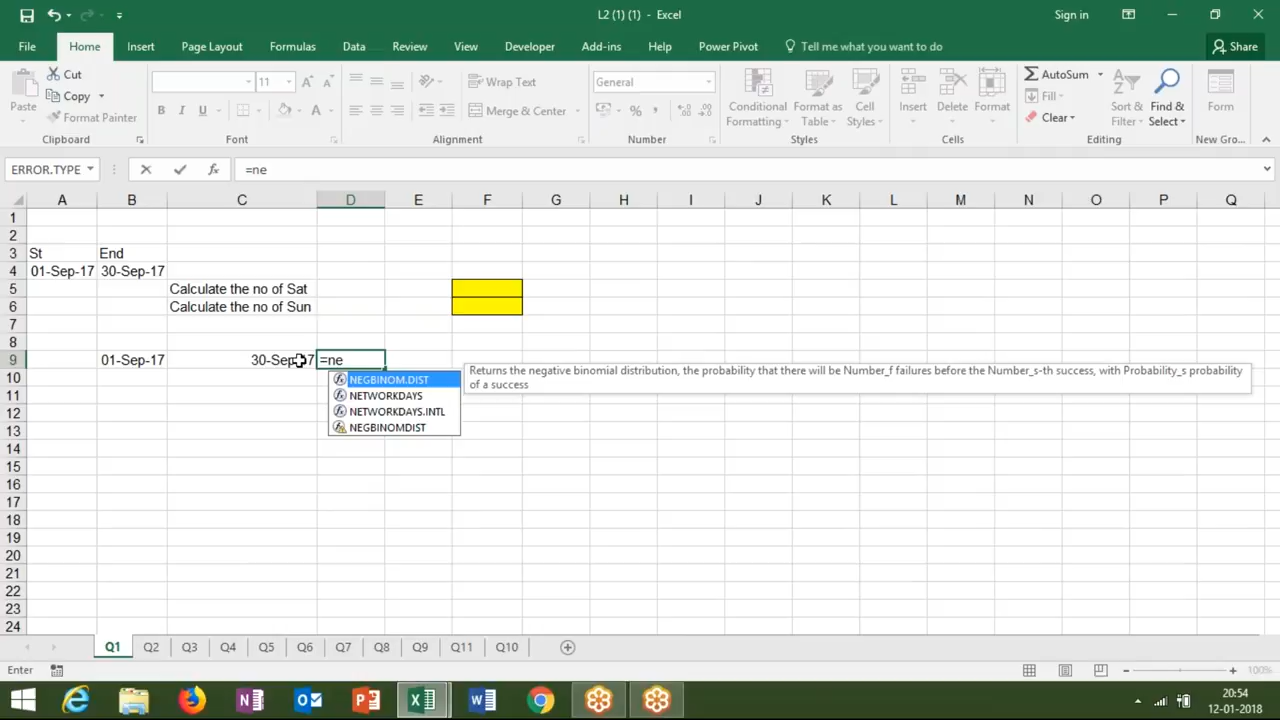 L2 (1) (1) - Excel
Sign in
File Home Insert Page Layout Formulas Data Review View Developer Add-ins Help Power Pivot Tell me what you want to do Share
Paste
Cut
Copy
Format Painter
Clipboard
11 A A
B I U A
Font
Wrap Text
Merge & Center
Alignment
General
% ,
Number
Conditional Formatting
Format as Table
Cell Styles
Styles
Insert Delete Format
Cells
AutoSum
Fill
Clear
Sort & Filter
Find & Select
Editing
Form
New Gro...
ERROR.TYPE fx =ne
A B C D E F G H I J K L M N O P Q
1
2
3 St End
4 01-Sep-17 30-Sep-17
5 Calculate the no of Sat
6 Calculate the no of Sun
7
8
9 01-Sep-17 30-Sep-17 =ne
10 NEGBINOM.DIST Returns the negative binomial distribution, the probability that there will be Number_f failures before the Number_s-th success, with Probability_s probability
of a success
11 NETWORKDAYS
12 NETWORKDAYS.INTL
13 NEGBINOMDIST
14
15
16
17
18
19
20
21
22
23
24
Q1 Q2 Q3 Q4 Q5 Q6 Q7 Q8 Q9 Q11 Q10
Enter 100%
20:54
12-01-2018